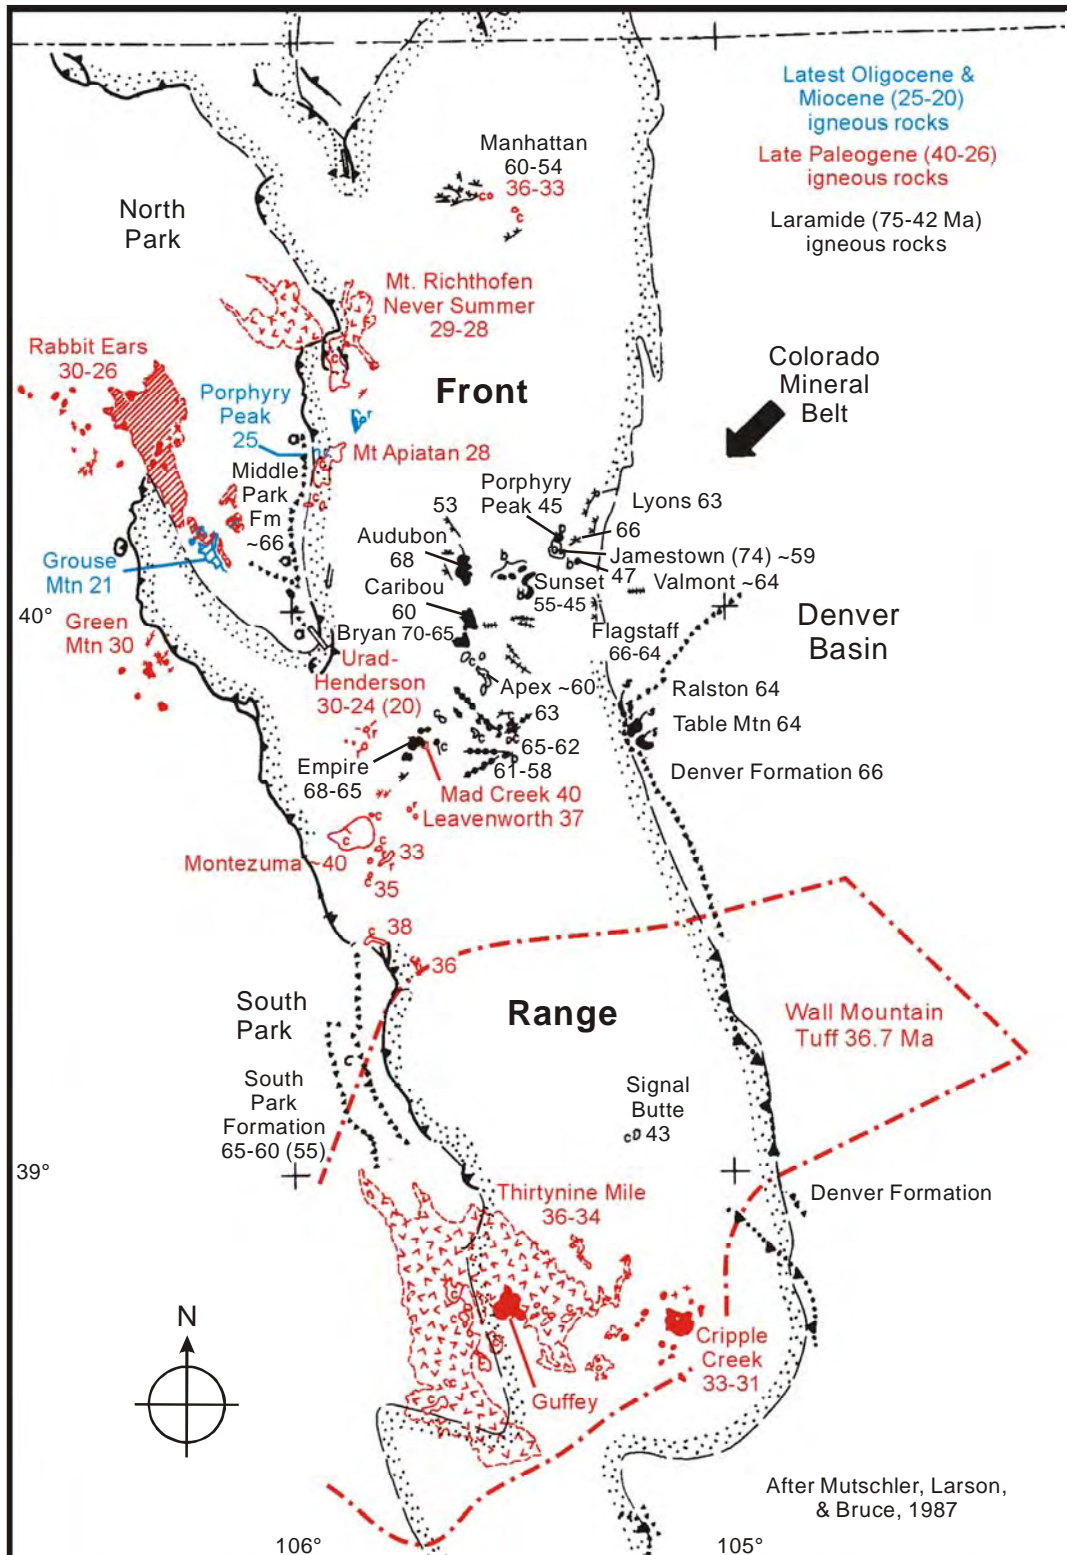 Latest Oligocene &
Miocene (25-20)
igneous rocks
Late Paleogene (40-26)
igneous rocks
Laramide (75-42 Ma)
igneous rocks
Manhattan
60-54
36-33
North
Park
Mt. Richthofen
Never Summer
29-28
Rabbit Ears
30-26
Colorado
Mineral
Belt
Front
Porphyry
Peak
25
Mt Apiatan 28
Middle
Park
Fm
~66
Porphyry
Peak 45
Lyons 63
53
66
Audubon
68
Jamestown (74) ~59
47
Grouse
Mtn 21
Sunset
55-45
Valmont ~64
Caribou
60
40°
Green
Mtn 30
Bryan 70-65
Flagstaff
66-64
Denver
Basin
Urad-
Henderson
30-24 (20)
Apex ~60
Ralston 64
63
Table Mtn 64
65-62
Empire
68-65
61-58
Denver Formation 66
Mad Creek 40
Leavenworth 37
33
Montezuma ~40
35
38
36
South
Park
Range
Wall Mountain
Tuff 36.7 Ma
South
Park
Formation
65-60 (55)
Signal
Butte
43
39°
Thirtynine Mile
36-34
Denver Formation
N
Cripple
Creek
33-31
Guffey
After Mutschler, Larson,
& Bruce, 1987
106°
105°